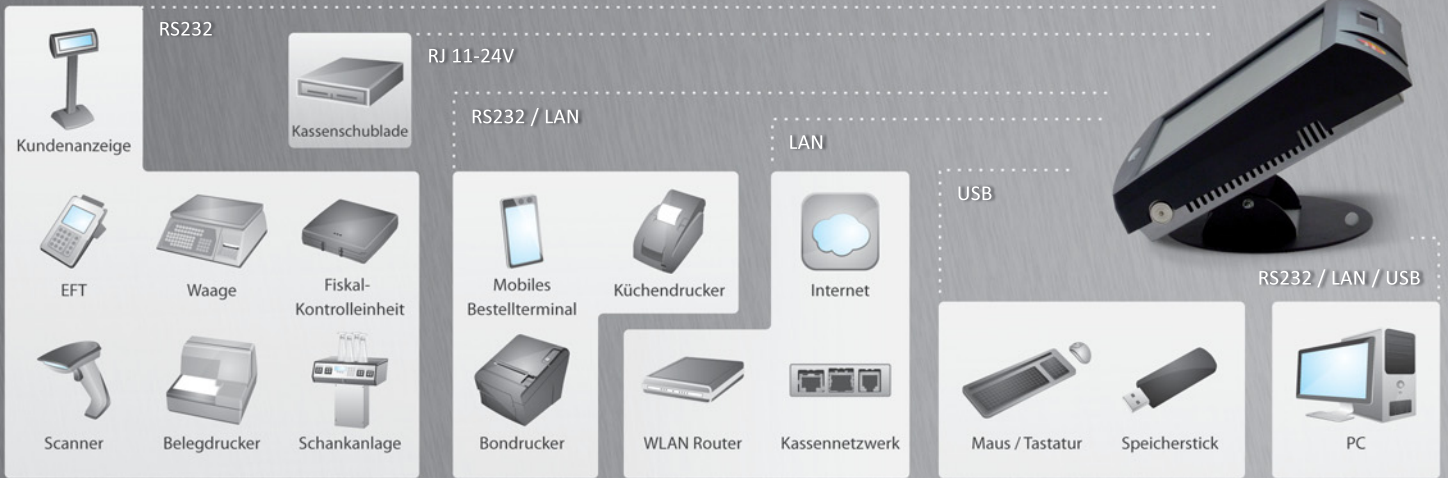 RS232
RJ 11-24V
Kassenschublade
Kundenanzeige
RS232 / LAN
LAN
USB
RS232 / LAN / USB
EFT
Waage
Fiskal-
Kontrolleinheit
Mobiles
Bestellterminal
Küchendrucker
Internet
Scanner
Belegdrucker
Schankanlage
Bondrucker
WLAN Router
Kassennetzwerk
Maus / Tastatur
Speicherstick
PC